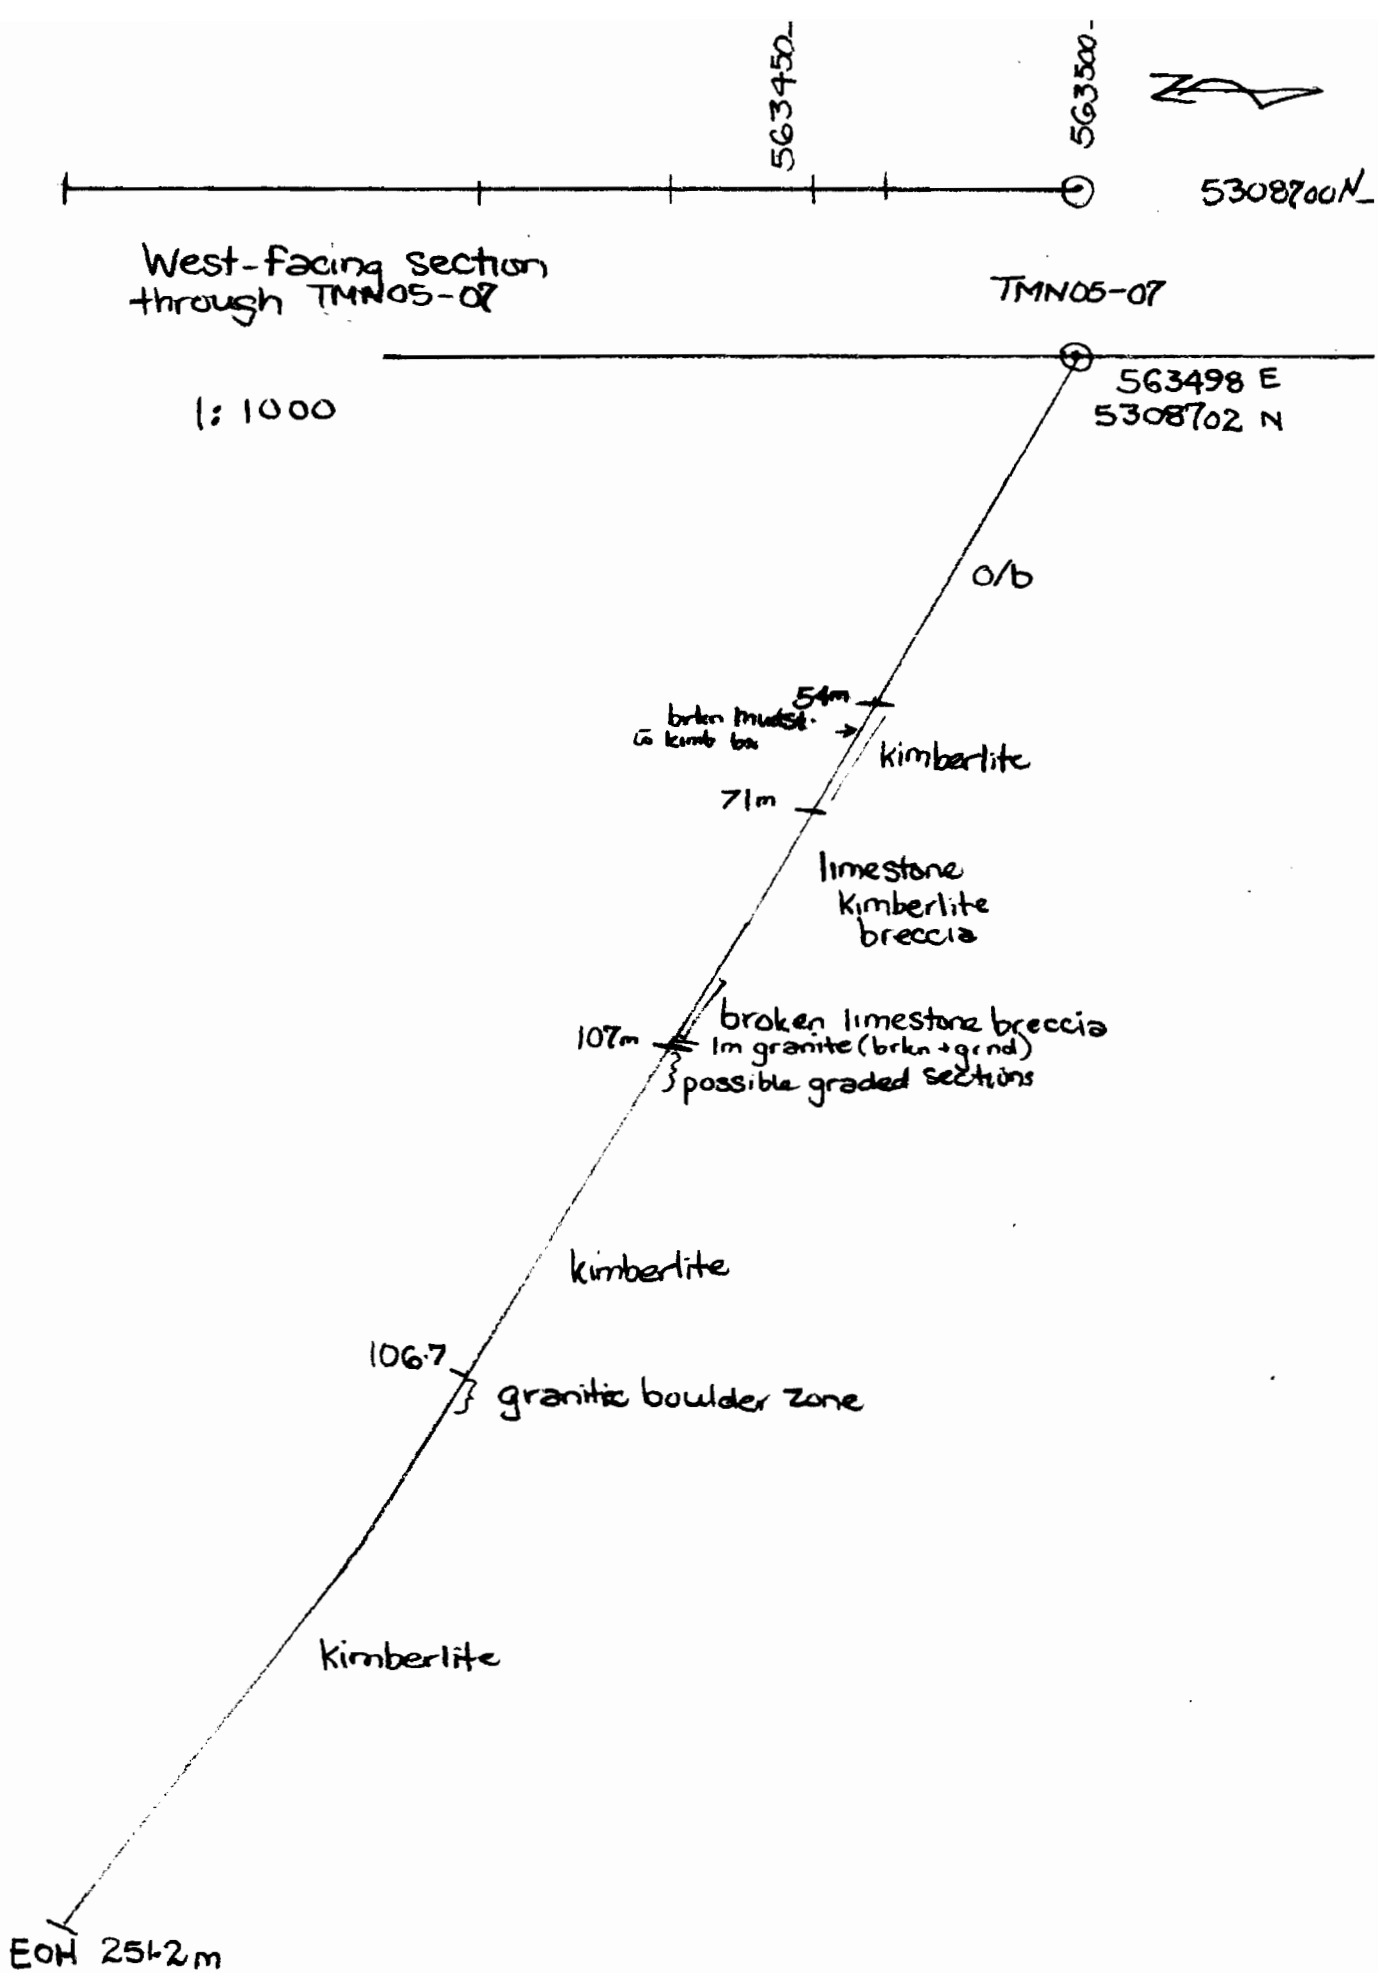 563450
563500
N
5308700N
West-facing section
through TMN05-07
TMN05-07
1:1000
563498 E
5308702 N
o/b
54m
brkn mudst.
kimb bx
kimberlite
71m
limestone
kimberlite
breccia
broken limestone breccia
107m
1m granite (brkn + grnd)
possible graded sections
kimberlite
106.7
granitic boulder zone
kimberlite
EOH 251.2m